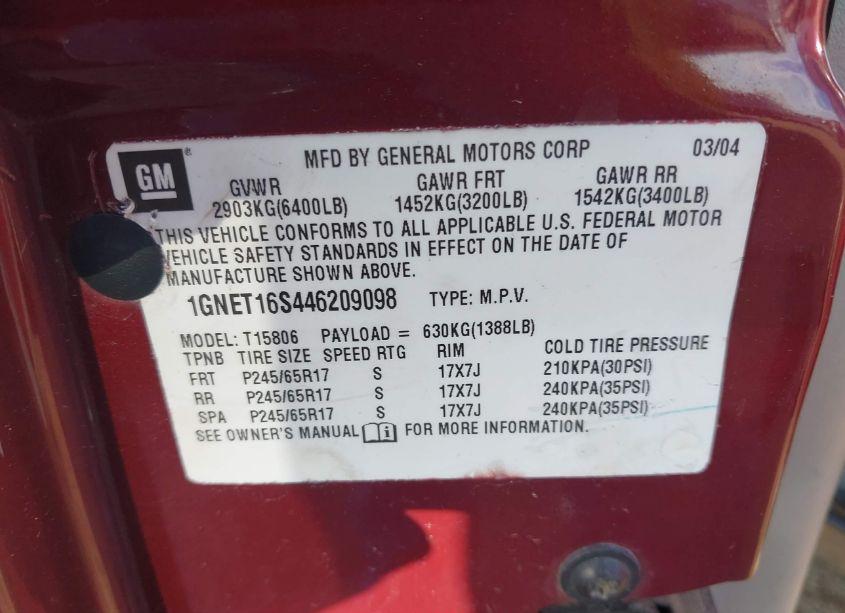 GM MFD BY GENERAL MOTORS CORP 03/04
GVWR GAWR FRT GAWR RR
2903KG(6400LB) 1452KG(3200LB) 1542KG(3400LB)
THIS VEHICLE CONFORMS TO ALL APPLICABLE U.S. FEDERAL MOTOR
VEHICLE SAFETY STANDARDS IN EFFECT ON THE DATE OF
MANUFACTURE SHOWN ABOVE.
1GNET16S446209098 TYPE: M.P.V.
MODEL: T15806 PAYLOAD = 630KG(1388LB)
TPNB TIRE SIZE SPEED RTG RIM COLD TIRE PRESSURE
FRT P245/65R17 S 17X7J 210KPA(30PSI)
RR P245/65R17 S 17X7J 240KPA(35PSI)
SPA P245/65R17 S 17X7J 240KPA(35PSI)
SEE OWNER'S MANUAL i FOR MORE INFORMATION.